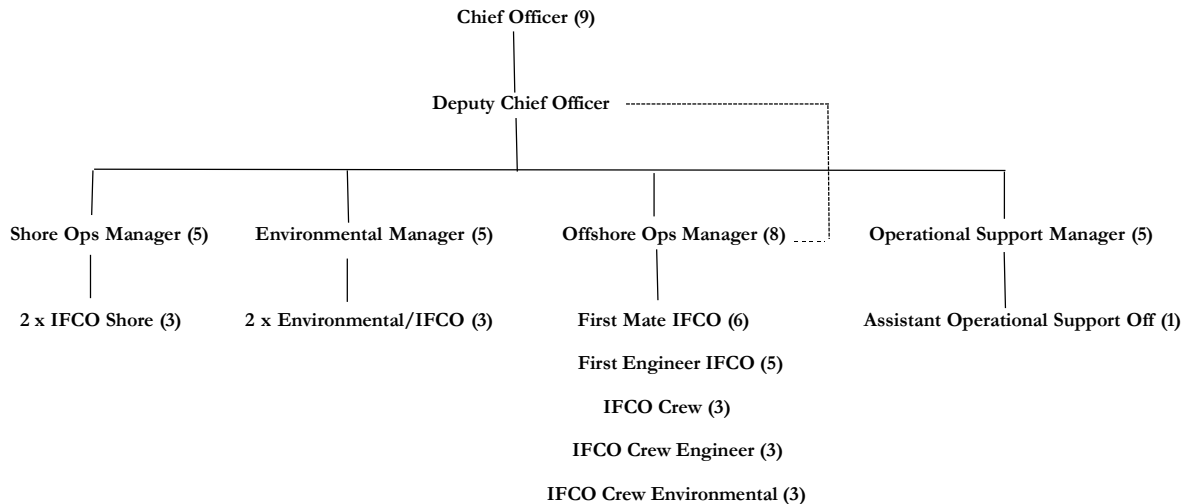 Chief Officer (9)
Deputy Chief Officer
Shore Ops Manager (5)
Environmental Manager (5)
Offshore Ops Manager (8)
Operational Support Manager (5)
2 x IFCO Shore (3)
2 x Environmental/IFCO (3)
First Mate IFCO (6)
Assistant Operational Support Off (1)
First Engineer IFCO (5)
IFCO Crew (3)
IFCO Crew Engineer (3)
IFCO Crew Environmental (3)